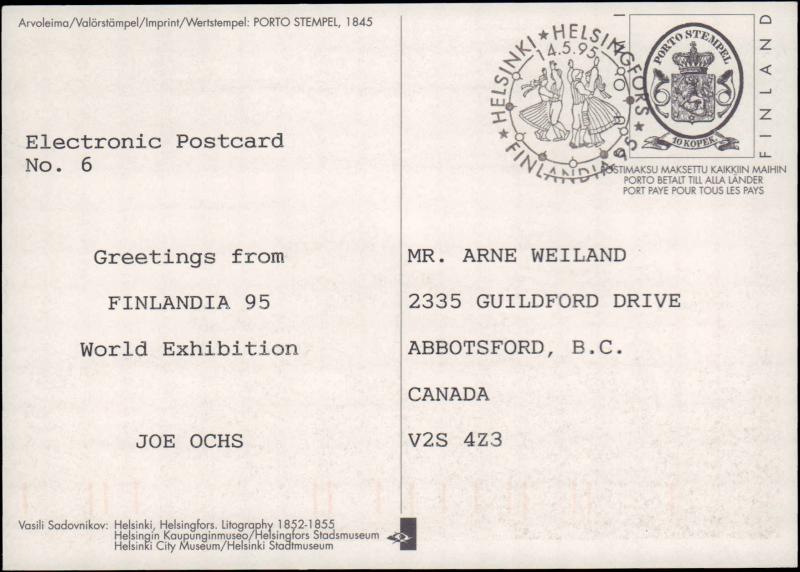 Arvoleima/Valörstämpel/Imprint/Wertstempel: PORTO STEMPEL, 1845
HELSINKI ★ HELSINGFORS ★
14.5.95
FINLANDIA 95 ★
PORTO STEMPEL
10 KOPEK
FINLAND
POSTIMAKSU MAKSETTU KAIKKIIN MAIHIN
PORTO BETALT TILL ALLA LÄNDER
PORT PAYE POUR TOUS LES PAYS
Electronic Postcard
No. 6
Greetings from
FINLANDIA 95
World Exhibition
JOE OCHS
MR. ARNE WEILAND
2335 GUILDFORD DRIVE
ABBOTSFORD, B.C.
CANADA
V2S 4Z3
Vasili Sadovnikov: Helsinki, Helsingfors. Litography 1852-1855
Helsingin Kaupunginmuseo/Helsingfors Stadsmuseum
Helsinki City Museum/Helsinki Stadtmuseum